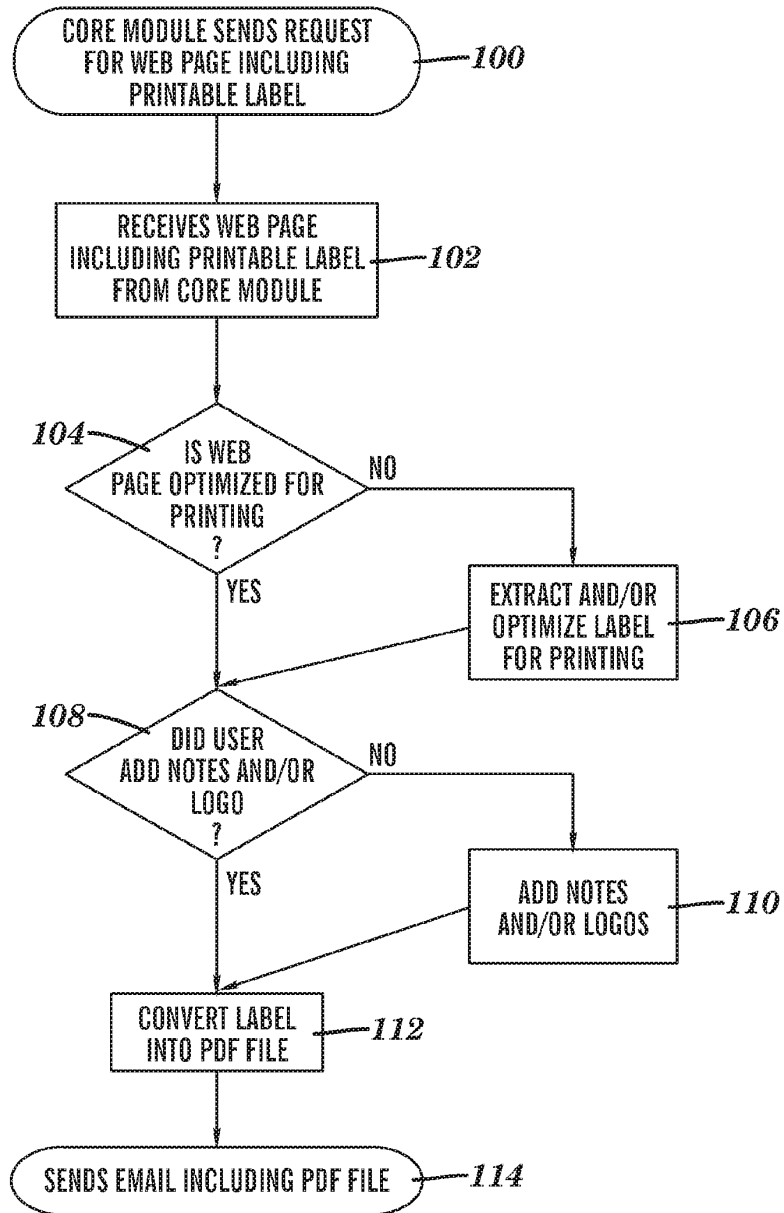 CORE MODULE SENDS REQUEST
FOR WEB PAGE INCLUDING
PRINTABLE LABEL
100
RECEIVES WEB PAGE
INCLUDING PRINTABLE LABEL
FROM CORE MODULE
102
104
IS WEB
PAGE OPTIMIZED FOR
PRINTING
?
NO
YES
EXTRACT AND/OR
OPTIMIZE LABEL
FOR PRINTING
106
108
DID USER
ADD NOTES AND/OR
LOGO
?
NO
YES
ADD NOTES
AND/OR LOGOS
110
CONVERT LABEL
INTO PDF FILE
112
SENDS EMAIL INCLUDING PDF FILE
114